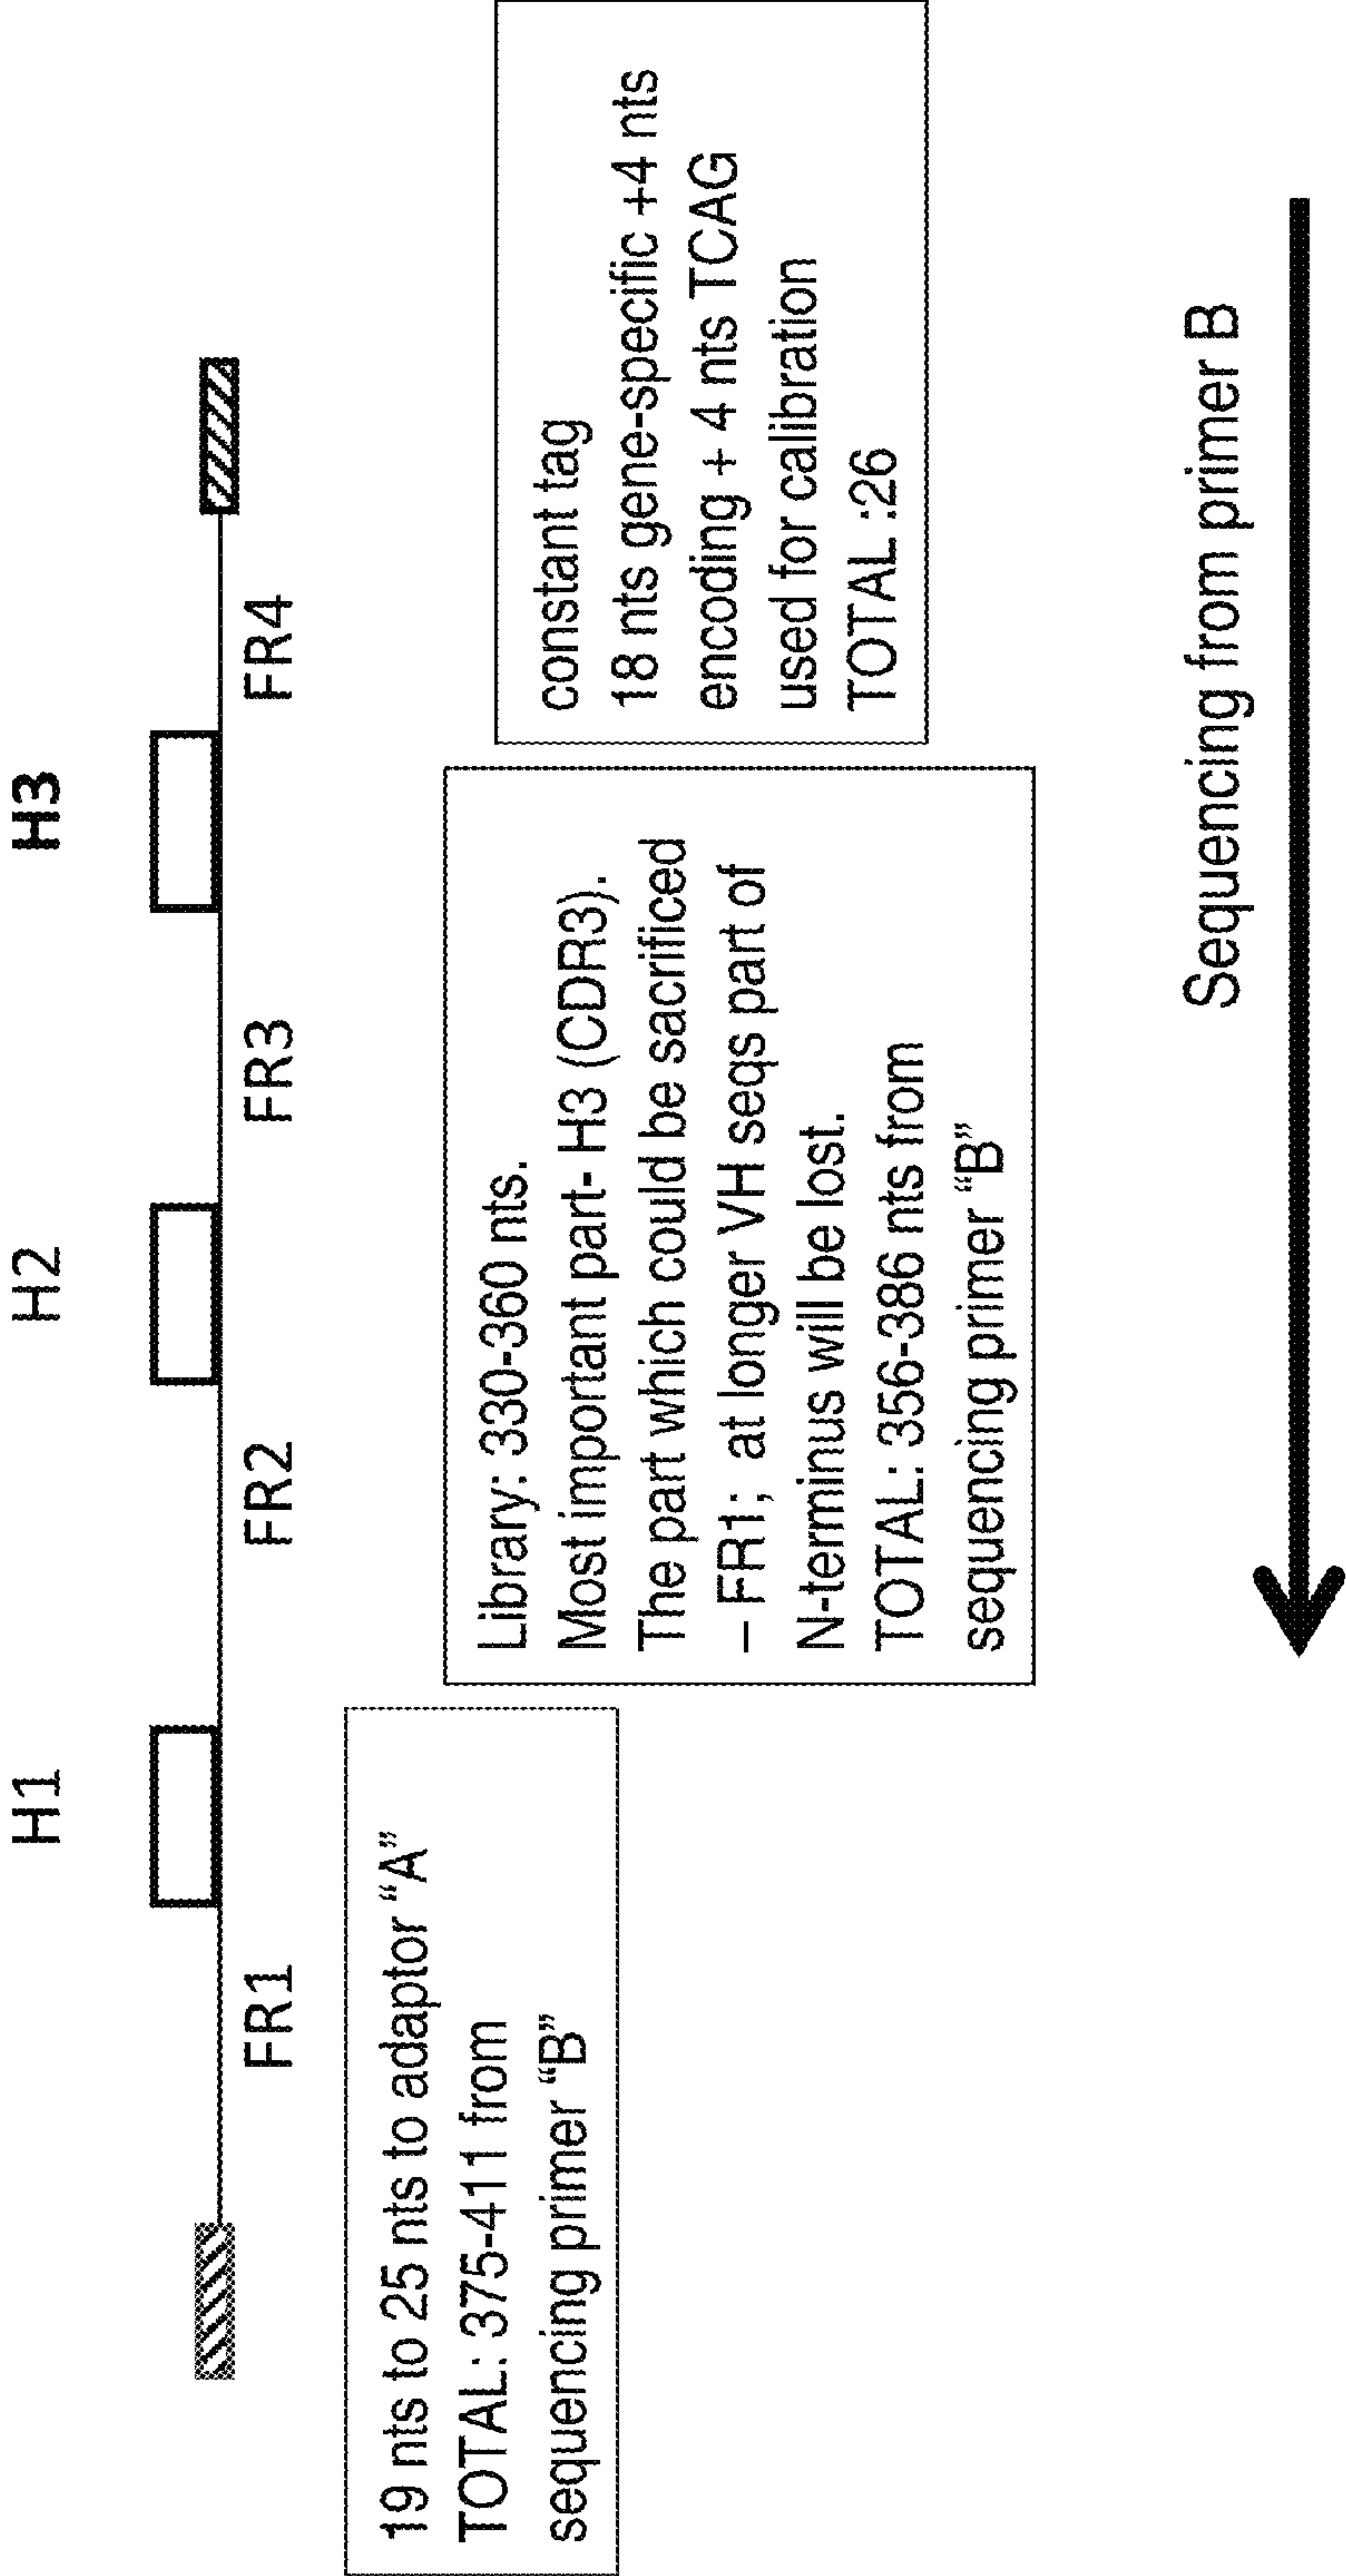 H1
H2
H3
FR1
FR2
FR3
FR4
19 nts to 25 nts to adaptor “A”
TOTAL: 375-411 from
sequencing primer “B”
Library: 330-360 nts.
Most important part- H3 (CDR3).
The part which could be sacrificed
– FR1; at longer VH seqs part of
N-terminus will be lost.
TOTAL: 356-386 nts from
sequencing primer “B”
constant tag
18 nts gene-specific +4 nts
encoding + 4 nts TCAG
used for calibration
TOTAL :26
Sequencing from primer B